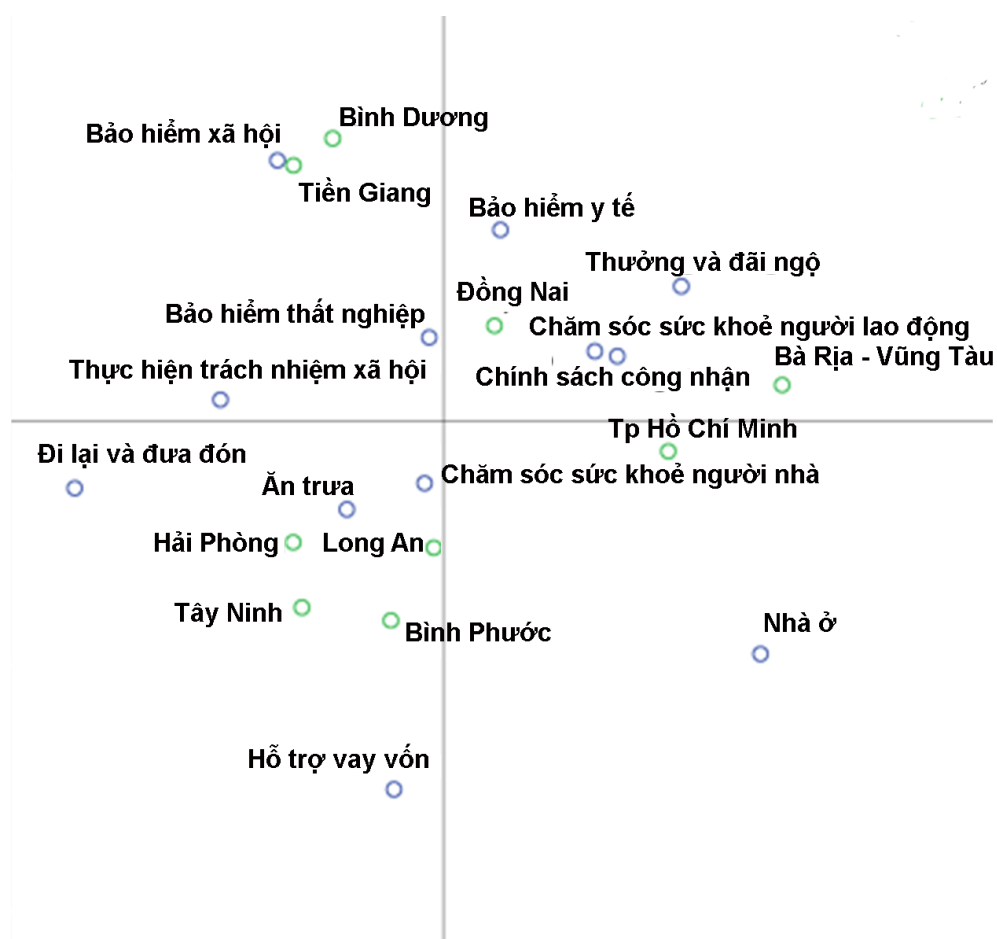 Bình Dương
Bảo hiểm xã hội
Tiền Giang
Bảo hiểm y tế
Thưởng và đãi ngộ
Đồng Nai
Bảo hiểm thất nghiệp
Chăm sóc sức khoẻ người lao động
Bà Rịa - Vũng Tàu
Thực hiện trách nhiệm xã hội
Chính sách công nhận
Tp Hồ Chí Minh
Đi lại và đưa đón
Chăm sóc sức khoẻ người nhà
Ăn trưa
Hải Phòng
Long An
Tây Ninh
Bình Phước
Nhà ở
Hỗ trợ vay vốn